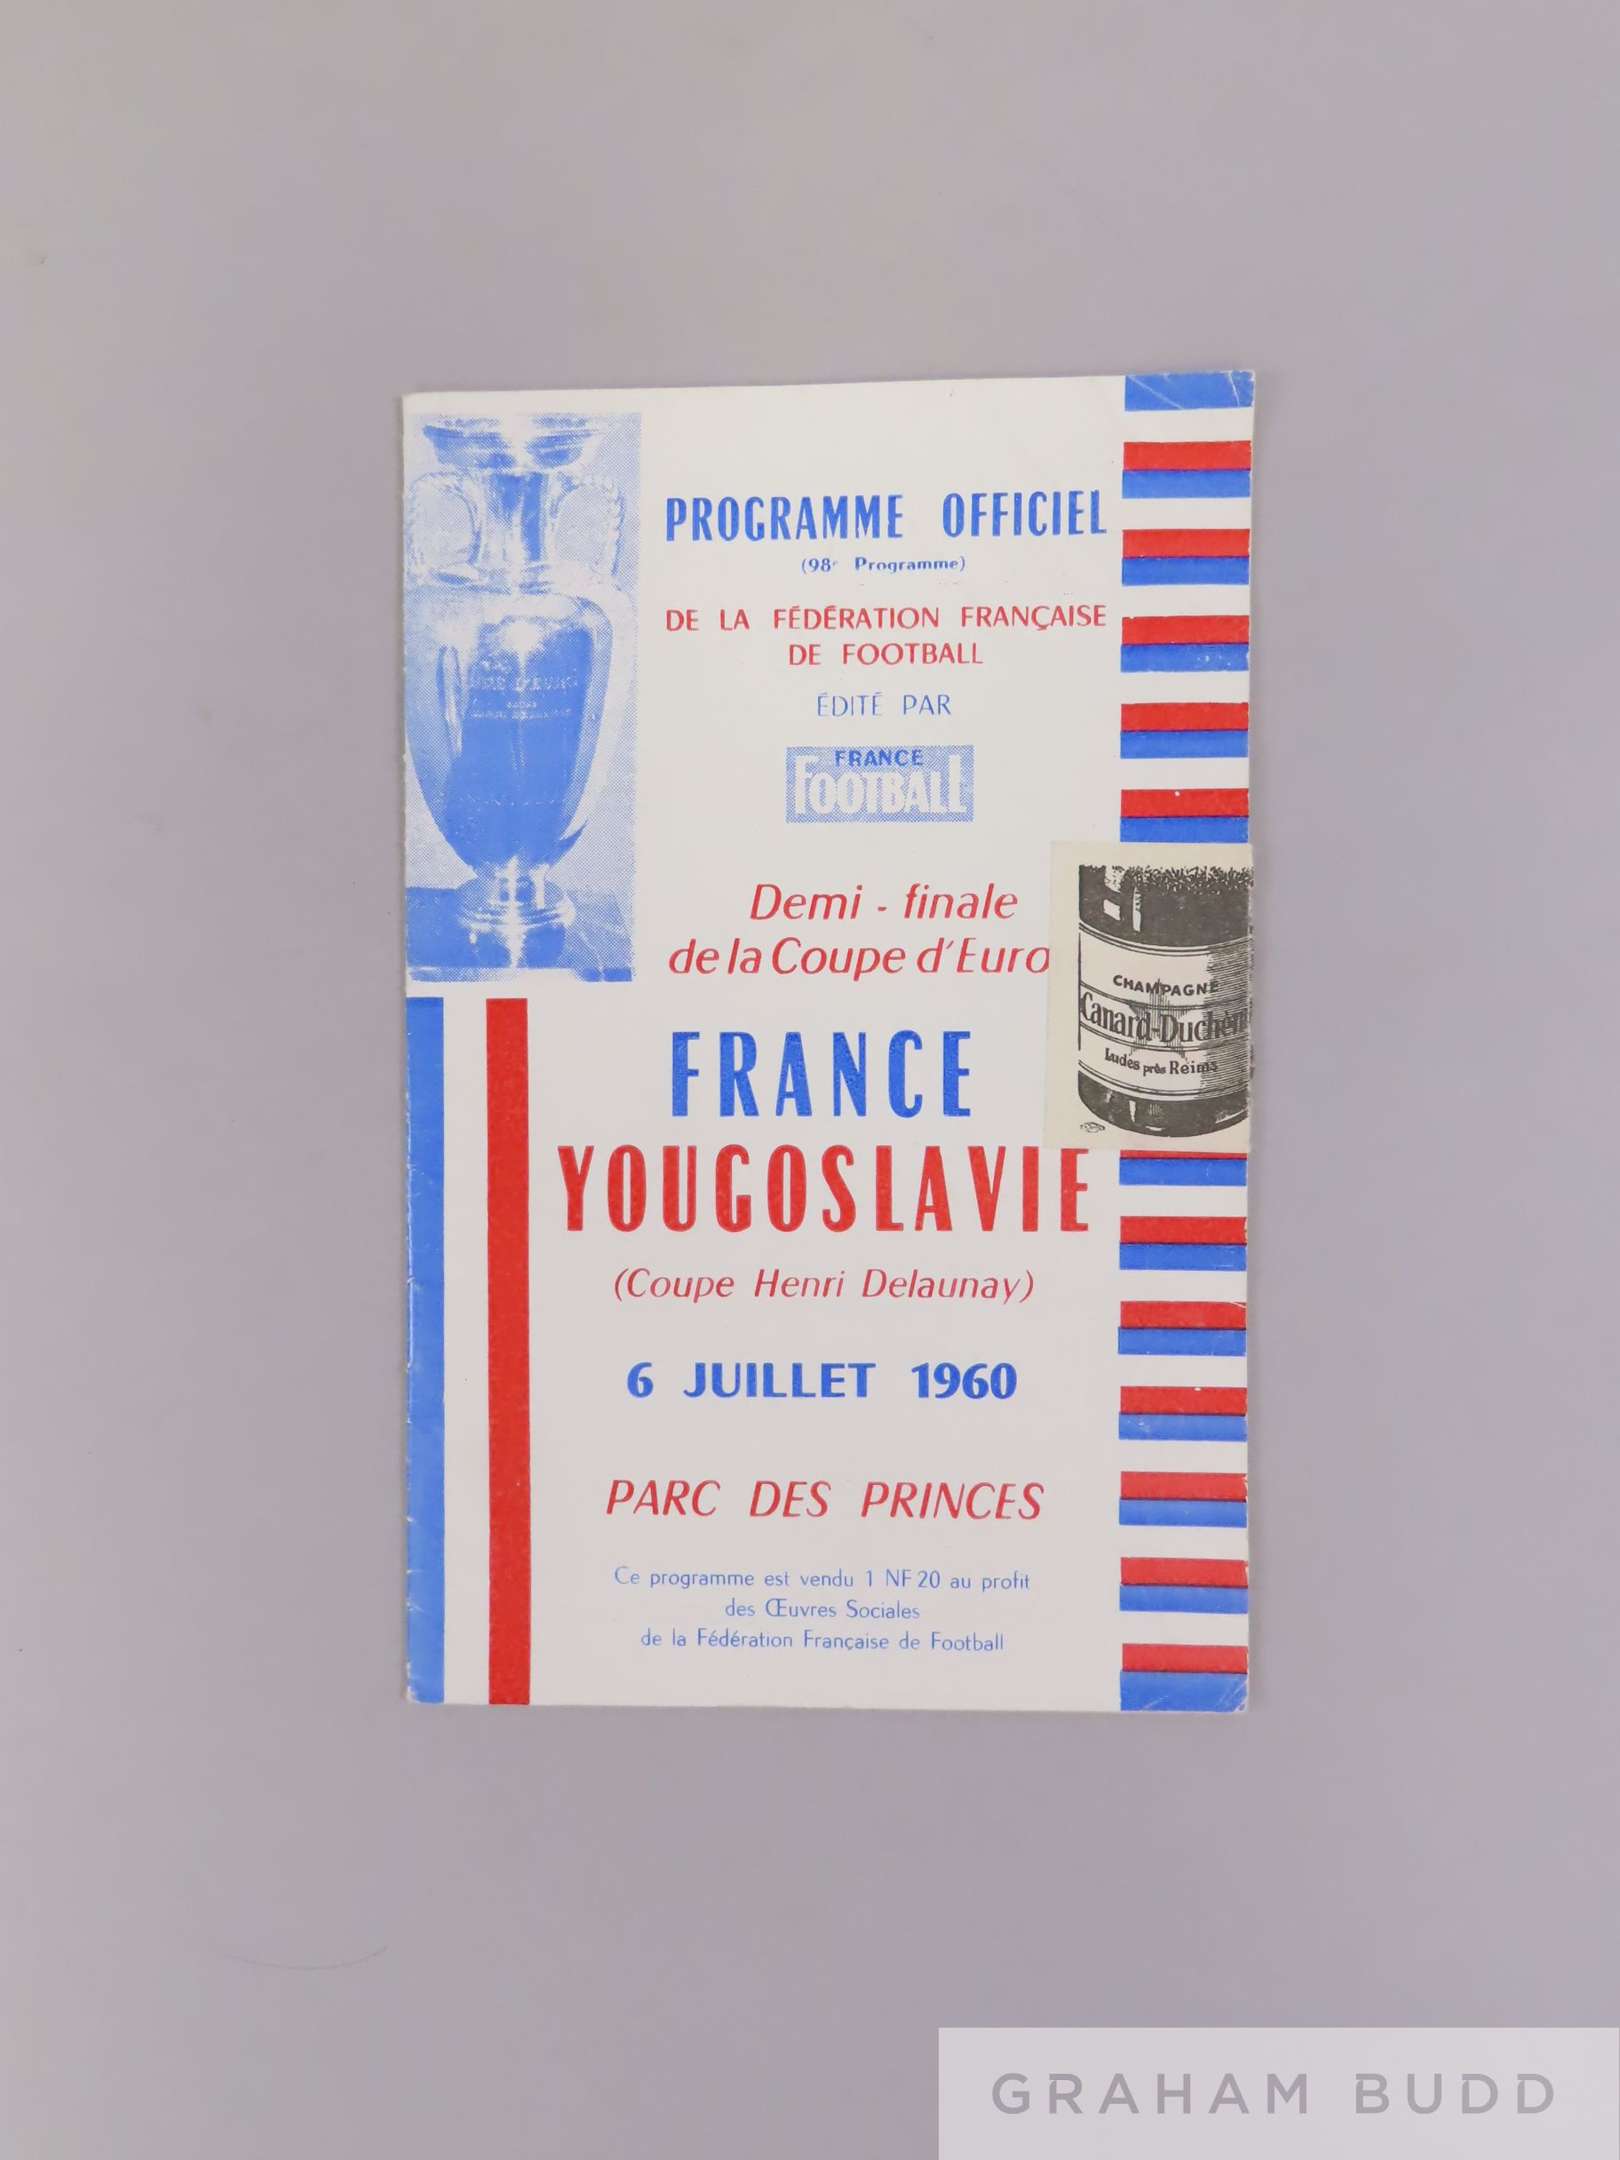 PROGRAMME OFFICIEL
(98e Programme)
DE LA FÉDÉRATION FRANÇAISE
DE FOOTBALL
ÉDITÉ PAR
FRANCE
FOOTBALL
Demi - finale
de la Coupe d'Euro
CHAMPAGNE
Canard-Duchên
Ludes près Reims
FRANCE
YOUGOSLAVIE
(Coupe Henri Delaunay)
6 JUILLET 1960
PARC DES PRINCES
Ce programme est vendu 1 NF 20 au profit
des Œuvres Sociales
de la Fédération Française de Football
GRAHAM BUDD